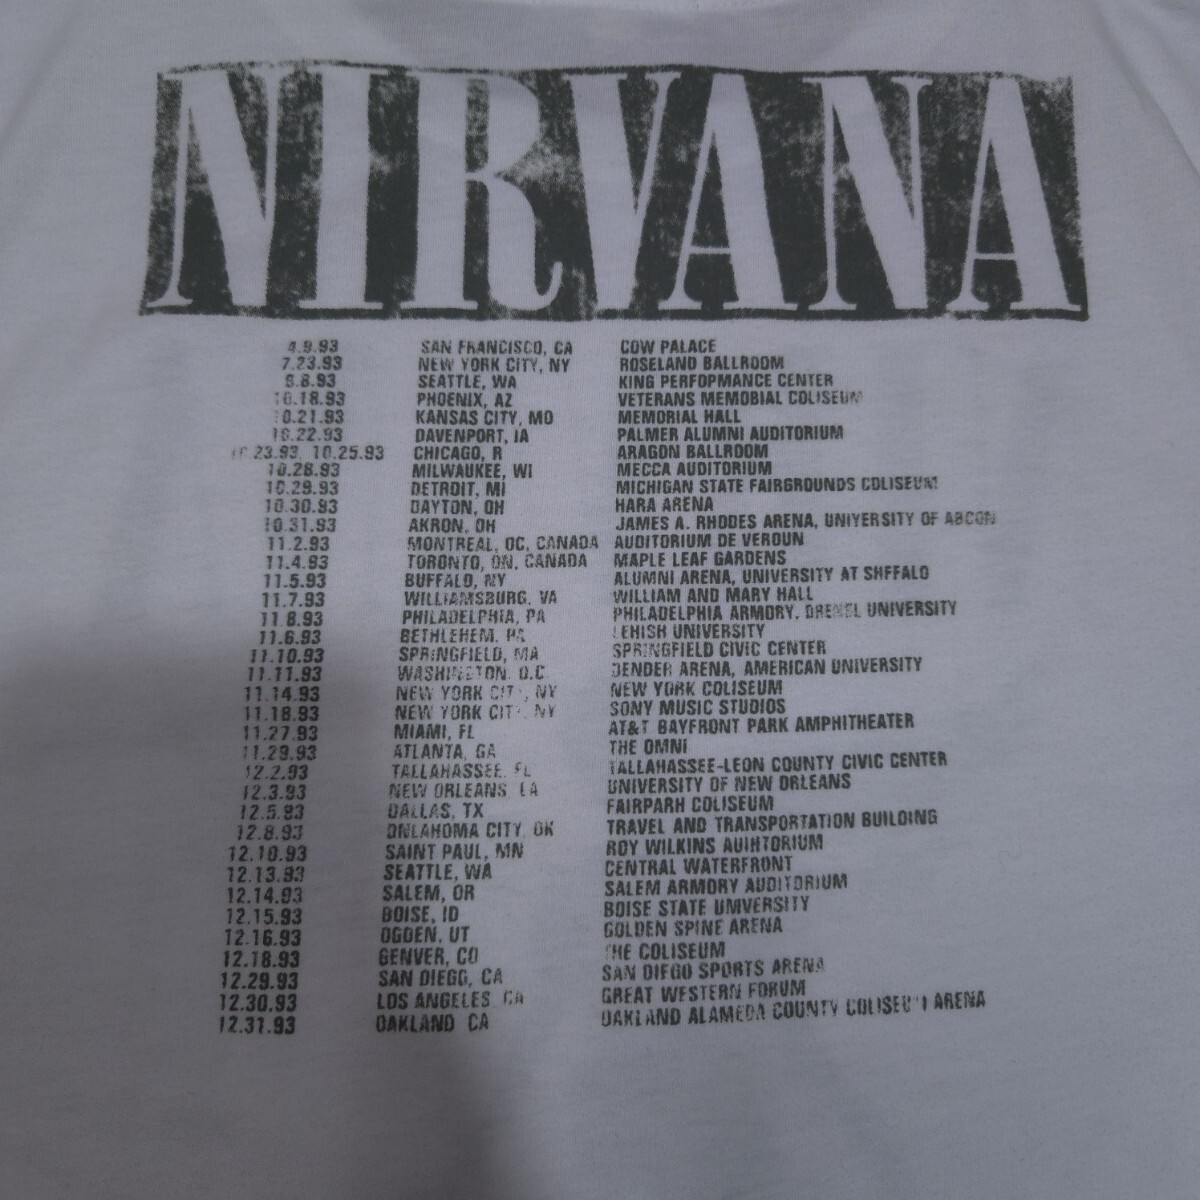 NIRVANA
4.9.93 SAN FRANCISCO, CA COW PALACE
7.23.93 NEW YORK CITY, NY ROSELAND BALLROOM
9.8.93 SEATTLE, WA KING PERFOPMANCE CENTER
10.18.93 PHOENIX, AZ VETERANS MEMOBIAL COLISEUM
10.21.93 KANSAS CITY, MO MEMORIAL HALL
10.22.93 DAVENPORT, IA PALMER ALUMNI AUDITORIUM
10.23.93, 10.25.93 CHICAGO, R ARAGON BALLROOM
10.28.93 MILWAUKEE, WI MECCA AUDITORIUM
10.29.93 DETROIT, MI MICHIGAN STATE FAIRGROUNDS COLISEUM
10.30.93 DAYTON, OH HARA ARENA
10.31.93 AKRON, OH JAMES A. RHODES ARENA, UNIYERSITY OF ABCON
11.2.93 MONTREAL, OC, CANADA AUDITORIUM DE VEROUN
11.4.93 TORONTO, ON, CANADA MAPLE LEAF GARDENS
11.5.93 BUFFALO, NY ALUMNI ARENA, UNIVERSITY AT SHFFALO
11.7.93 WILLIAMSBURG, VA WILLIAM AND MARY HALL
11.8.93 PHILADELPHIA, PA PHILADELPHIA ARMORY, UNIVERSITY
11.6.93 BETHLEHEM, PA LEHISH UNIVERSITY
11.10.93 SPRINGFIELD, MA SPRINGFIELD CIVIC CENTER
11.11.93 WASHINGTON, D.C. DENDER ARENA, AMERICAN UNIVERSITY
11.14.93 NEW YORK CITY, NY NEW YORK COLISEUM
11.18.93 NEW YORK CITY, NY SONY MUSIC STUDIOS
11.27.93 MIAMI, FL AT&T BAYFRONT PARK AMPHITHEATER
11.29.93 ATLANTA, GA THE OMNI
12.2.93 TALLAHASSEE, FL TALLAHASSEE-LEON COUNTY CIVIC CENTER
12.3.93 NEW ORLEANS, LA UNIVERSITY OF NEW ORLEANS
12.5.93 DALLAS, TX FAIRPARH COLISEUM
12.8.93 ONLAHOMA CITY, OK TRAVEL AND TRANSPORTATION BUILDING
12.10.93 SAINT PAUL, MN ROY WILKINS AUIHTORIUM
12.13.93 SEATTLE, WA CENTRAL WATERFRONT
12.14.93 SALEM, OR SALEM ARMORY AUDITORIUM
12.15.93 BOISE, ID BOISE STATE UMVERSITY
12.16.93 OGDEN, UT GOLDEN SPINE ARENA
12.18.93 GENVER, CO THE COLISEUM
12.29.93 SAN DIEGO, CA SAN DIEGO SPORTS ARENA
12.30.93 LOS ANGELES, CA GREAT WESTERN FORUM
12.31.93 OAKLAND CA OAKLAND ALAMEDA COUNTY COLISEUM ARENA